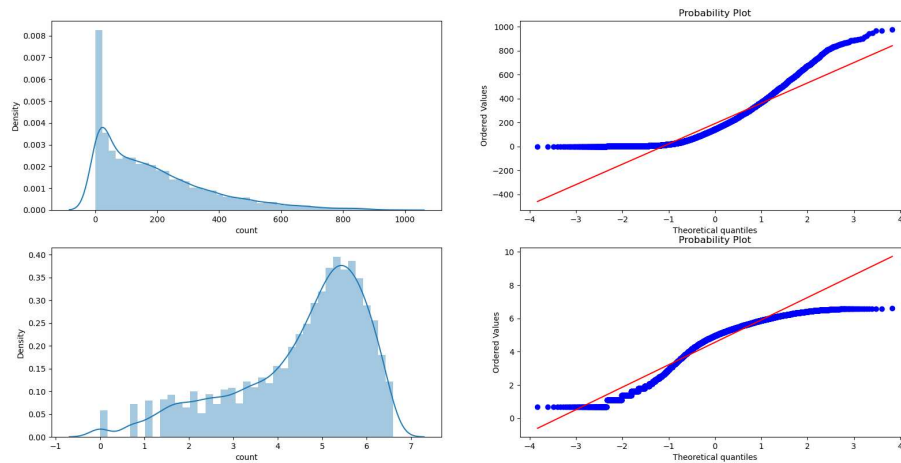 Probability Plot
0.008
0.007
0.006
0.005
0.004
0.003
0.002
0.001
0.000
Density
0 200 400 600 800 1000
count
1000
800
600
400
200
0
−200
−400
Ordered Values
−4 −3 −2 −1 0 1 2 3 4
Theoretical quantiles
0.40
0.35
0.30
0.25
0.20
0.15
0.10
0.05
0.00
Density
−1 0 1 2 3 4 5 6 7
count
Probability Plot
10
8
6
4
2
0
Ordered Values
−4 −3 −2 −1 0 1 2 3 4
Theoretical quantiles